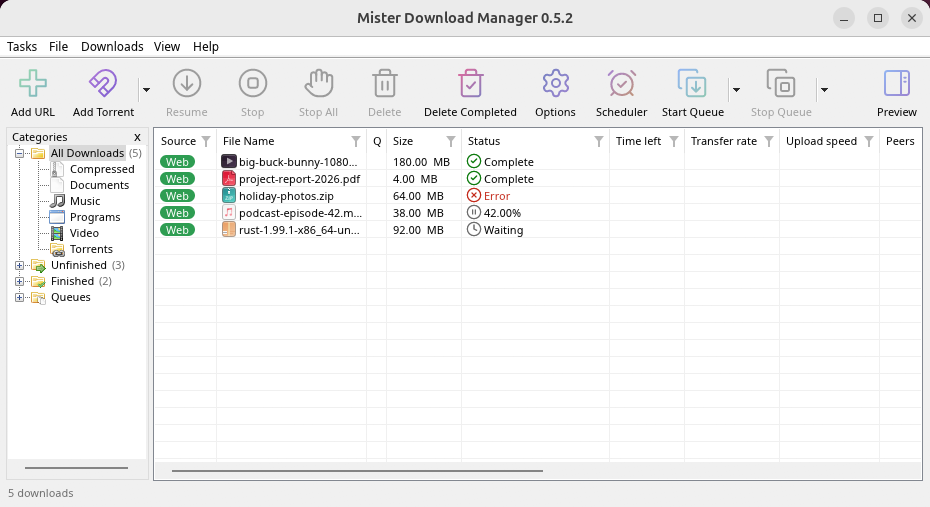 Mister Download Manager 0.5.2
Tasks File Downloads View Help
Add URL Add Torrent Resume Stop Stop All Delete Delete Completed Options Scheduler Start Queue Stop Queue Preview
Categories X
All Downloads (5)
Compressed
Documents
Music
Programs
Video
Torrents
Unfinished (3)
Finished (2)
Queues
Source File Name Q Size Status Time left Transfer rate Upload speed Peers
Web big-buck-bunny-1080... 180.00 MB Complete
Web project-report-2026.pdf 4.00 MB Complete
Web holiday-photos.zip 64.00 MB Error
Web podcast-episode-42.m... 38.00 MB 42.00%
Web rust-1.99.1-x86_64-un... 92.00 MB Waiting
5 downloads